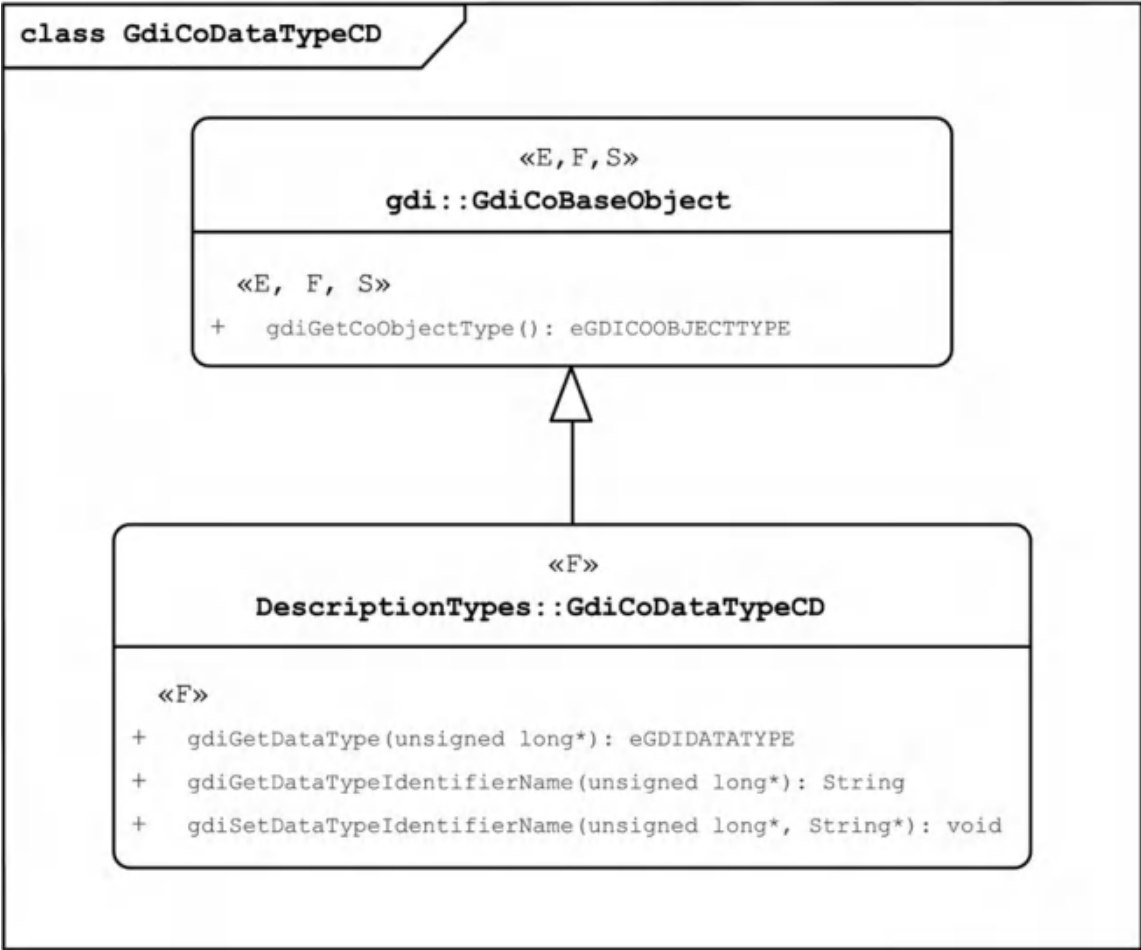 class GdiCoDataTypeCD
«E,F,S»
gdi::GdiCoBaseObject
«E, F, S»
+ gdiGetCoObjectType(): eGDICOOBJECTTYPE
«F»
DescriptionTypes::GdiCoDataTypeCD
«F»
+ gdiGetDataType(unsigned long*): eGDIDATATYPE
+ gdiGetDataTypeIdentifierName(unsigned long*): String
+ gdiSetDataTypeIdentifierName(unsigned long*, String*): void